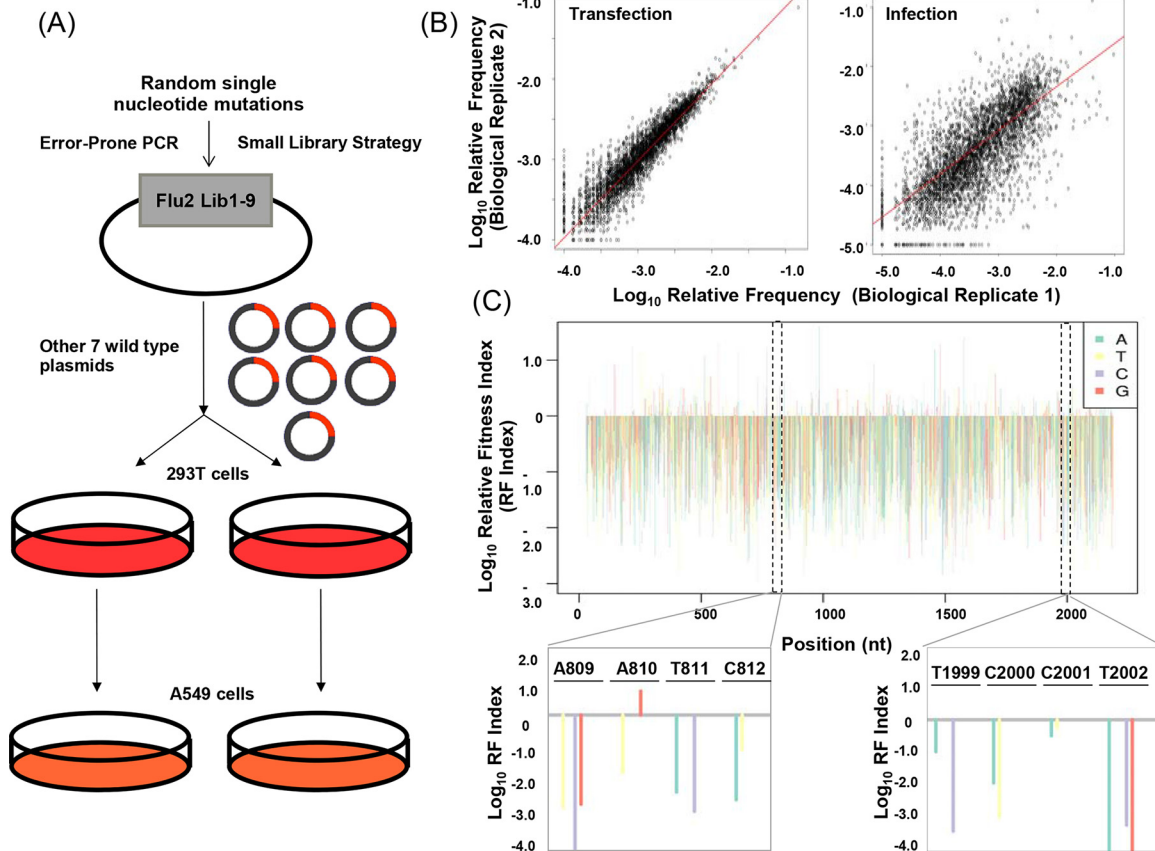 (A)
Random single
nucleotide mutations
Error-Prone PCR
Small Library Strategy
Flu2 Lib1-9
Other 7 wild type
plasmids
293T cells
A549 cells
(B)
Log10 Relative Frequency
(Biological Replicate 2)
Transfection
-1.0
-2.0
-3.0
-4.0
-4.0 -3.0 -2.0 -1.0
Infection
-1.0
-2.0
-3.0
-4.0
-5.0
-5.0 -4.0 -3.0 -2.0 -1.0
Log10 Relative Frequency (Biological Replicate 1)
(C)
Log10 Relative Fitness Index
(RF Index)
1.0
0
-
1.0
-
2.0
-
3.0
A
T
C
G
0 500 1000 1500 2000
Position (nt)
Log10 RF Index
2.0
1.0
0
-1.0
-2.0
-3.0
-4.0
A809 A810 T811 C812
Log10 RF Index
2.0
1.0
0
-1.0
-2.0
-3.0
-4.0
T1999 C2000 C2001 T2002